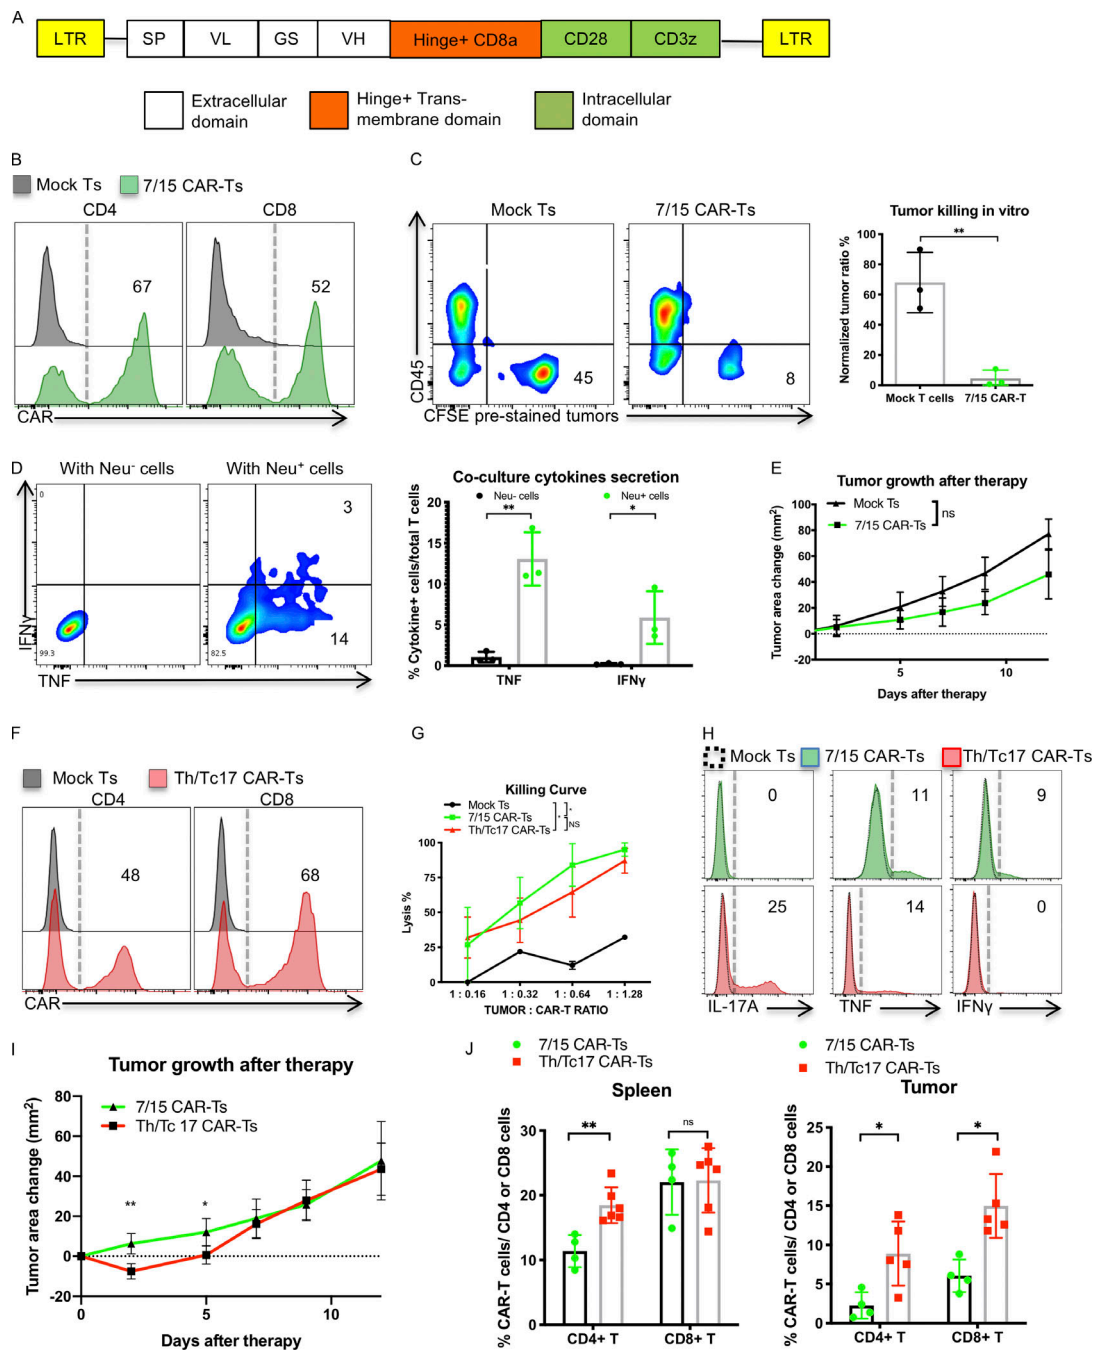 A
LTR SP VL GS VH Hinge+ CD8a CD28 CD3z LTR
Extracellular domain
Hinge+ Trans-membrane domain
Intracellular domain
B
Mock Ts 7/15 CAR-Ts
CD4 CD8
67 52
CAR
C
Mock Ts 7/15 CAR-Ts
45 8
CD45
CFSE pre-stained tumors
Tumor killing in vitro
**
Normalized tumor ratio %
100
80
60
40
20
0
Mock T cells 7/15 CAR-T
D
With Neu- cells With Neu+ cells
0 3
99.3 82.5 14
IFNγ
TNF
Co-culture cytokines secretion
Neu- cells Neu+ cells
** *
% Cytokine+ cells/total T cells
20
15
10
5
0
TNF IFNγ
E
Tumor growth after therapy
Mock Ts
7/15 CAR-Ts
ns
Tumor area change (mm²)
100
80
60
40
20
0
-20
5 10
Days after therapy
F
Mock Ts Th/Tc17 CAR-Ts
CD4 CD8
48 68
CAR
G
Killing Curve
Mock Ts
7/15 CAR-Ts
Th/Tc17 CAR-Ts
* * NS
Lysis %
100
75
50
25
0
1 : 0.16 1 : 0.32 1 : 0.64 1 : 1.28
TUMOR : CAR-T RATIO
H
Mock Ts 7/15 CAR-Ts Th/Tc17 CAR-Ts
0 11 9
25 14 0
IL-17A TNF IFNγ
I
Tumor growth after therapy
7/15 CAR-Ts
Th/Tc 17 CAR-Ts
** *
Tumor area change (mm²)
80
60
40
20
0
-20
0 5 10
Days after therapy
J
7/15 CAR-Ts
Th/Tc17 CAR-Ts
Spleen
** ns
% CAR-T cells/ CD4 or CD8 cells
30
20
10
0
CD4+ T CD8+ T
7/15 CAR-Ts
Th/Tc17 CAR-Ts
Tumor
* *
% CAR-T cells/ CD4 or CD8 cells
25
20
15
10
5
0
CD4+ T CD8+ T